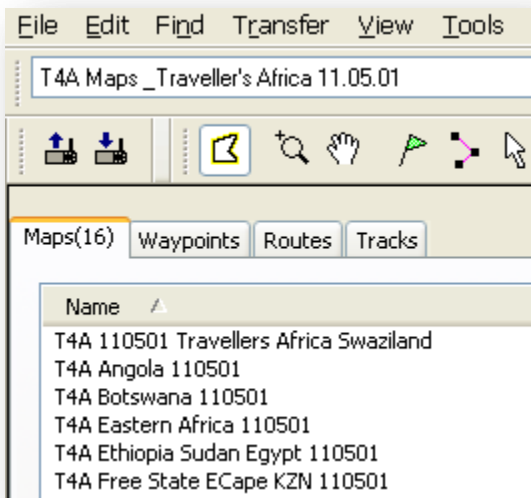 File Edit Find Transfer View Tools
T4A Maps _Traveller's Africa 11.05.01
Maps(16) Waypoints Routes Tracks
Name
T4A 110501 Travellers Africa Swaziland
T4A Angola 110501
T4A Botswana 110501
T4A Eastern Africa 110501
T4A Ethiopia Sudan Egypt 110501
T4A Free State ECape KZN 110501